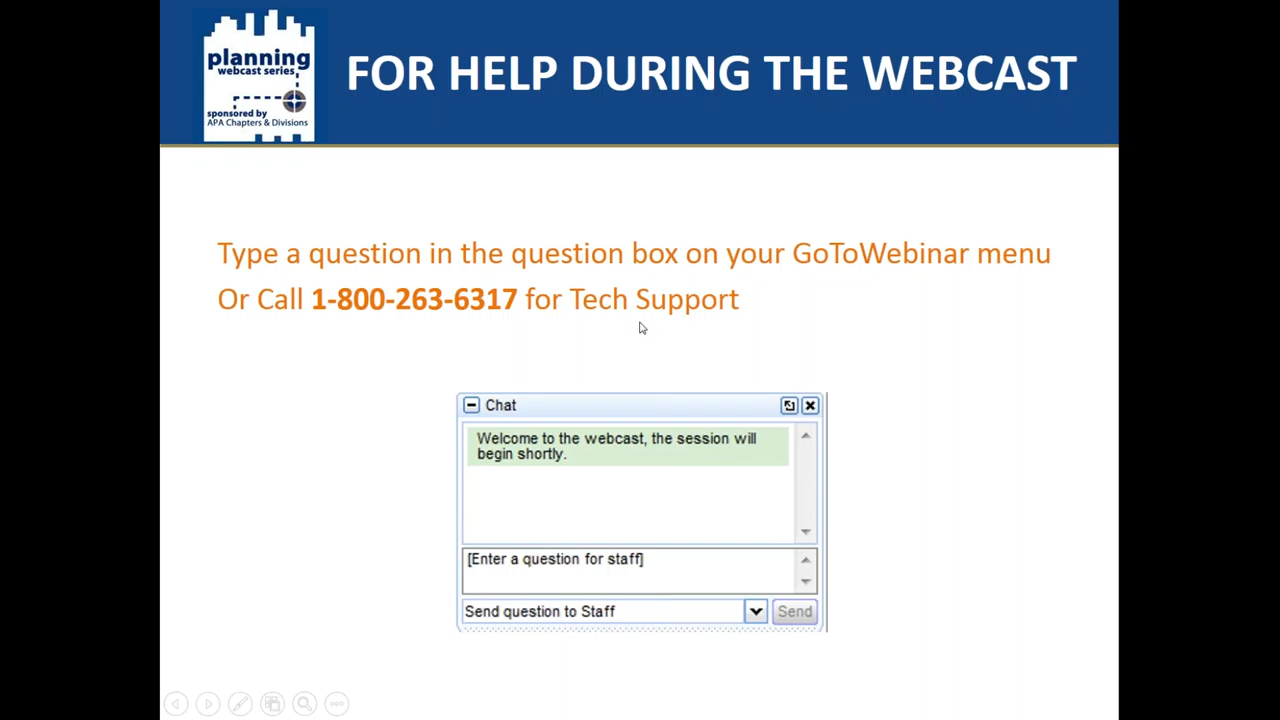 planning
webcast series
sponsored by
APA Chapters & Divisions
FOR HELP DURING THE WEBCAST
Type a question in the question box on your GoToWebinar menu
Or Call 1-800-263-6317 for Tech Support
Chat
Welcome to the webcast, the session will
begin shortly.
[Enter a question for staff]
Send question to Staff
Send